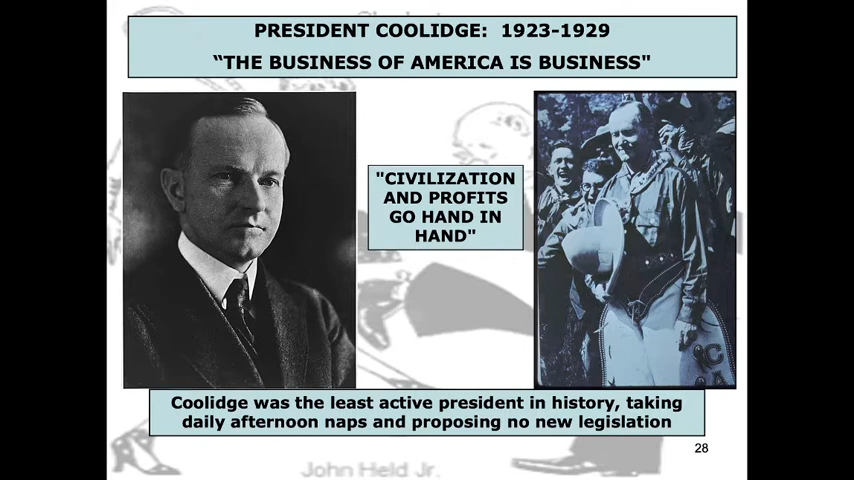 PRESIDENT COOLIDGE: 1923-1929
“THE BUSINESS OF AMERICA IS BUSINESS"
"CIVILIZATION
AND PROFITS
GO HAND IN
HAND"
Coolidge was the least active president in history, taking
daily afternoon naps and proposing no new legislation
28
John Held Jr.